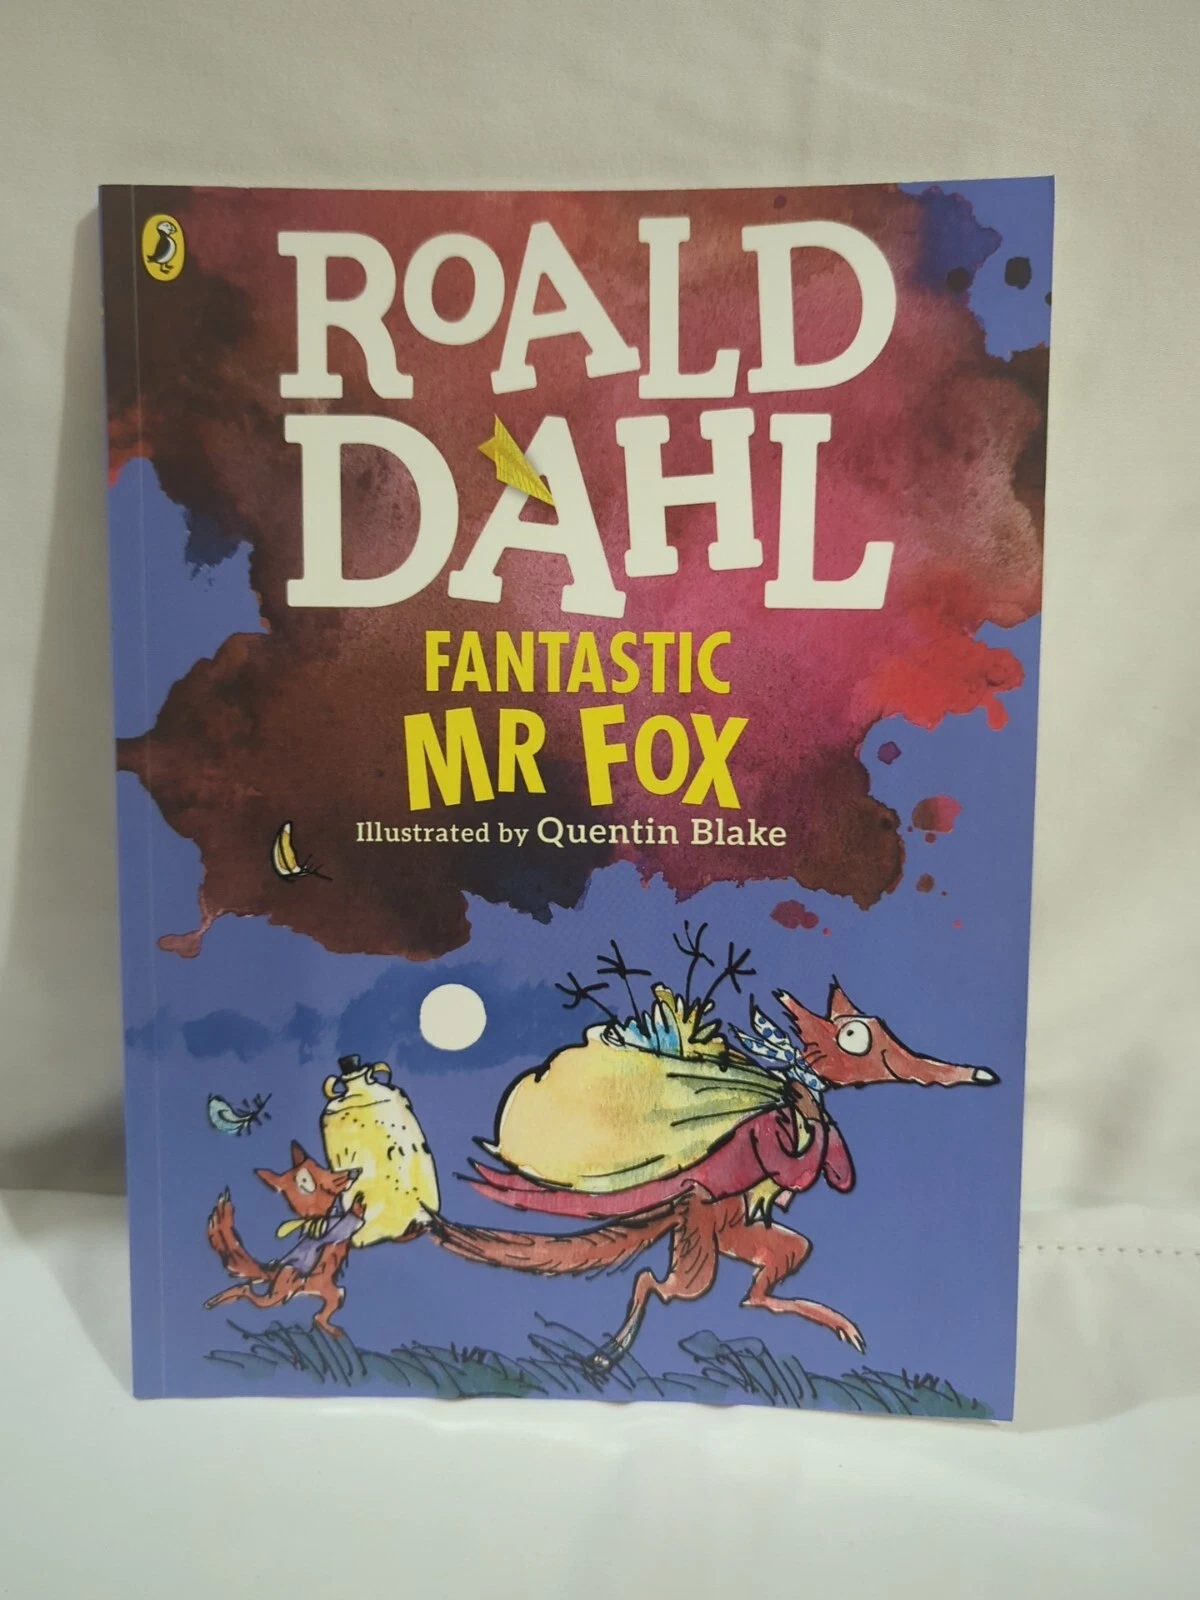 ROALD
DAHL
FANTASTIC
MR FOX
Illustrated by Quentin Blake